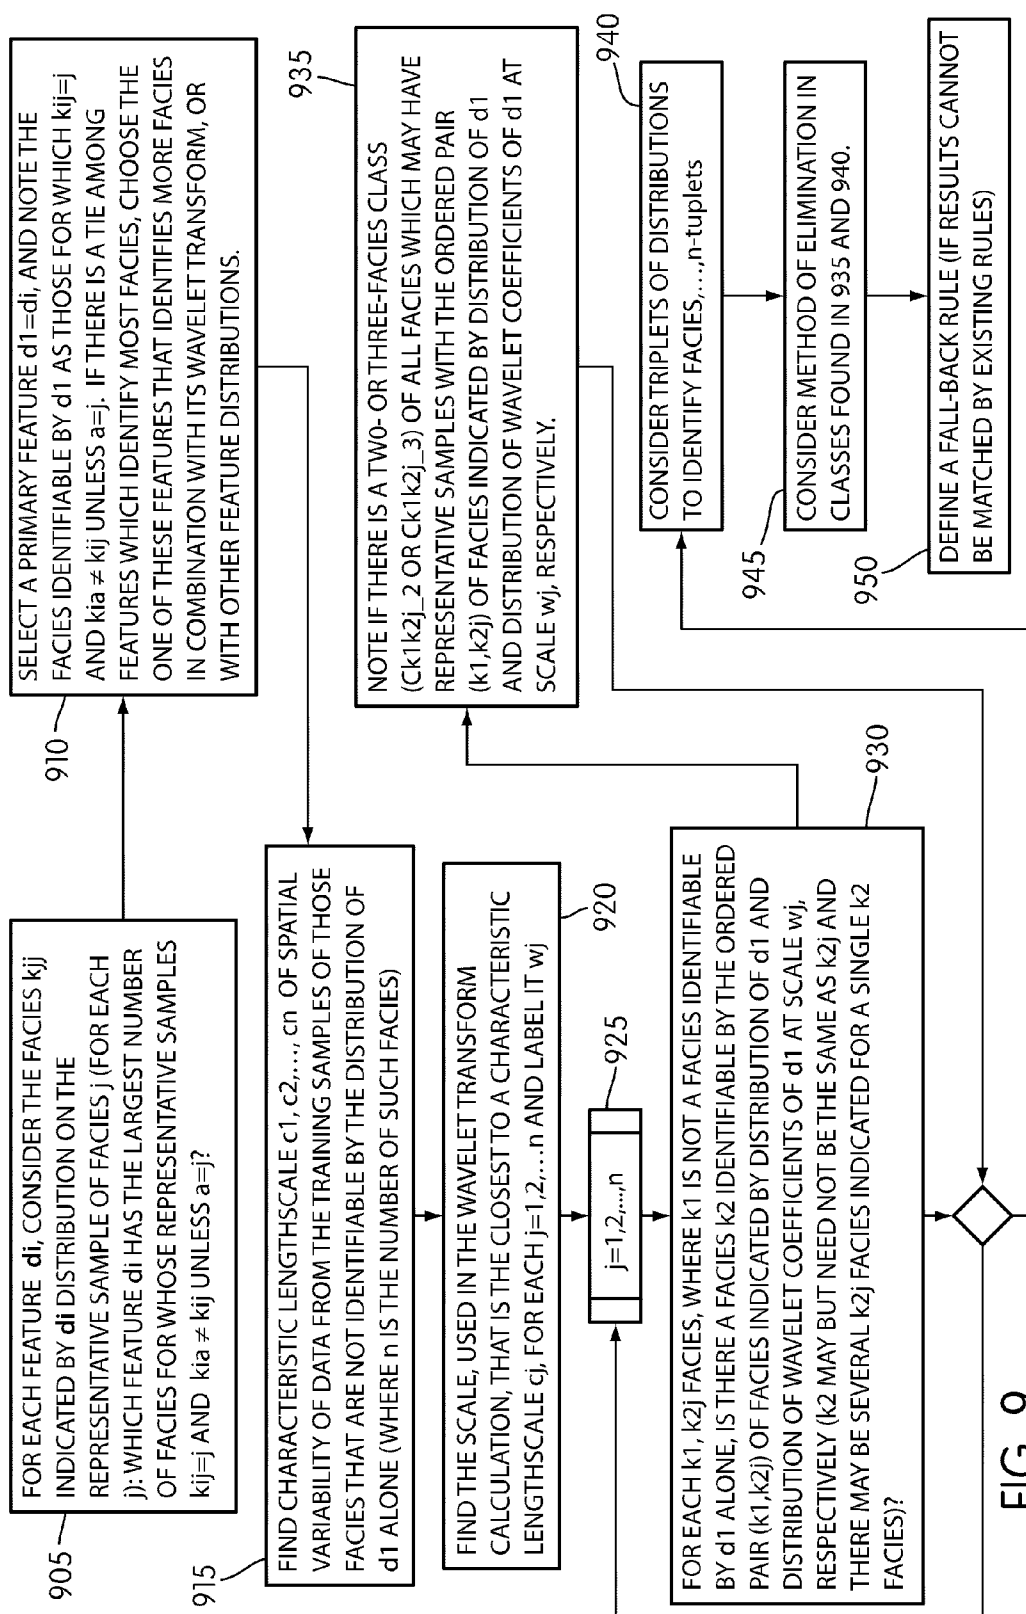 FOR EACH FEATURE di, CONSIDER THE FACIES kjj
INDICATED BY di DISTRIBUTION ON THE
REPRESENTATIVE SAMPLE OF FACIES j (FOR EACH
j): WHICH FEATURE di HAS THE LARGEST NUMBER
OF FACIES FOR WHOSE REPRESENTATIVE SAMPLES
kij=j AND kia ≠ kij UNLESS a=j?
905
SELECT A PRIMARY FEATURE d1=di, AND NOTE THE
FACIES IDENTIFIABLE BY d1 AS THOSE FOR WHICH kij=j
AND kia ≠ kij UNLESS a=j. IF THERE IS A TIE AMONG
FEATURES WHICH IDENTIFY MOST FACIES, CHOOSE THE
ONE OF THESE FEATURES THAT IDENTIFIES MORE FACIES
IN COMBINATION WITH ITS WAVELET TRANSFORM, OR
WITH OTHER FEATURE DISTRIBUTIONS.
910
FIND CHARACTERISTIC LENGTHSCALE c1, c2,..., cn OF SPATIAL
VARIABILITY OF DATA FROM THE TRAINING SAMPLES OF THOSE
FACIES THAT ARE NOT IDENTIFIABLE BY THE DISTRIBUTION OF
d1 ALONE (WHERE n IS THE NUMBER OF SUCH FACIES)
915
FIND THE SCALE, USED IN THE WAVELET TRANSFORM
CALCULATION, THAT IS THE CLOSEST TO A CHARACTERISTIC
LENGTHSCALE cj, FOR EACH j=1,2,...n AND LABEL IT wj
920
j=1,2,...,n
925
FOR EACH k1, k2j FACIES, WHERE k1 IS NOT A FACIES IDENTIFIABLE
BY d1 ALONE, IS THERE A FACIES k2 IDENTIFIABLE BY THE ORDERED
PAIR (k1,k2j) OF FACIES INDICATED BY DISTRIBUTION OF d1 AND
DISTRIBUTION OF WAVELET COEFFICIENTS OF d1 AT SCALE wj,
RESPECTIVELY (k2 MAY BUT NEED NOT BE THE SAME AS k2j AND
THERE MAY BE SEVERAL k2j FACIES INDICATED FOR A SINGLE k2
FACIES)?
930
NOTE IF THERE IS A TWO- OR THREE-FACIES CLASS
(Ck1k2j_2 OR Ck1k2j_3) OF ALL FACIES WHICH MAY HAVE
REPRESENTATIVE SAMPLES WITH THE ORDERED PAIR
(k1,k2j) OF FACIES INDICATED BY DISTRIBUTION OF d1
AND DISTRIBUTION OF WAVELET COEFFICIENTS OF d1 AT
SCALE wj, RESPECTIVELY.
935
CONSIDER TRIPLETS OF DISTRIBUTIONS
TO IDENTIFY FACIES,...,n-TUPLETS
940
CONSIDER METHOD OF ELIMINATION IN
CLASSES FOUND IN 935 AND 940.
945
DEFINE A FALL-BACK RULE (IF RESULTS CANNOT
BE MATCHED BY EXISTING RULES)
950
FIG. 9